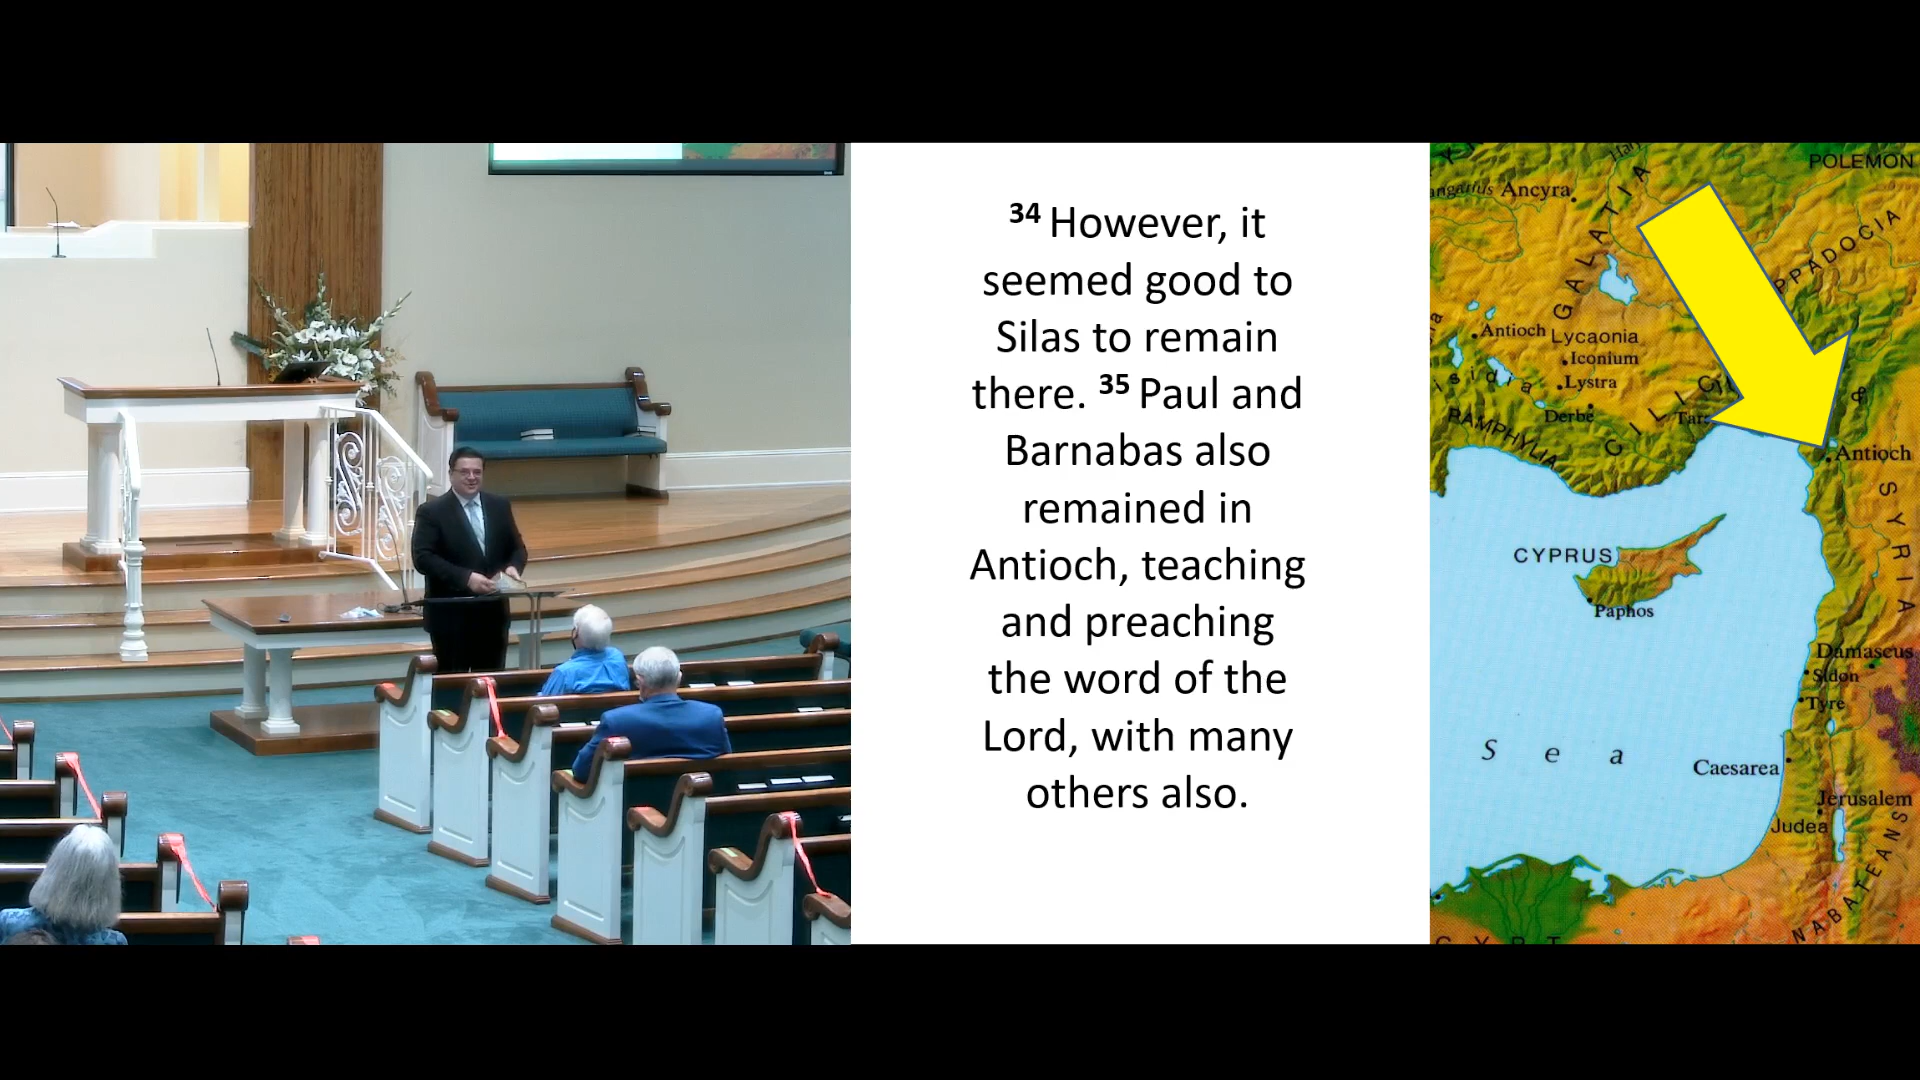 34 However, it
seemed good to
Silas to remain
there. 35 Paul and
Barnabas also
remained in
Antioch, teaching
and preaching
the word of the
Lord, with many
others also.
POLEMON
Ancyra
GALATIA
Antioch
Lycaonia
Iconium
Lystra
Derbe
PAMPHYLIA
Antioch
SYRIA
CYPRUS
Paphos
Damascus
Sidon
Tyre
Sea
Caesarea
Jerusalem
Judea
NABATEANS